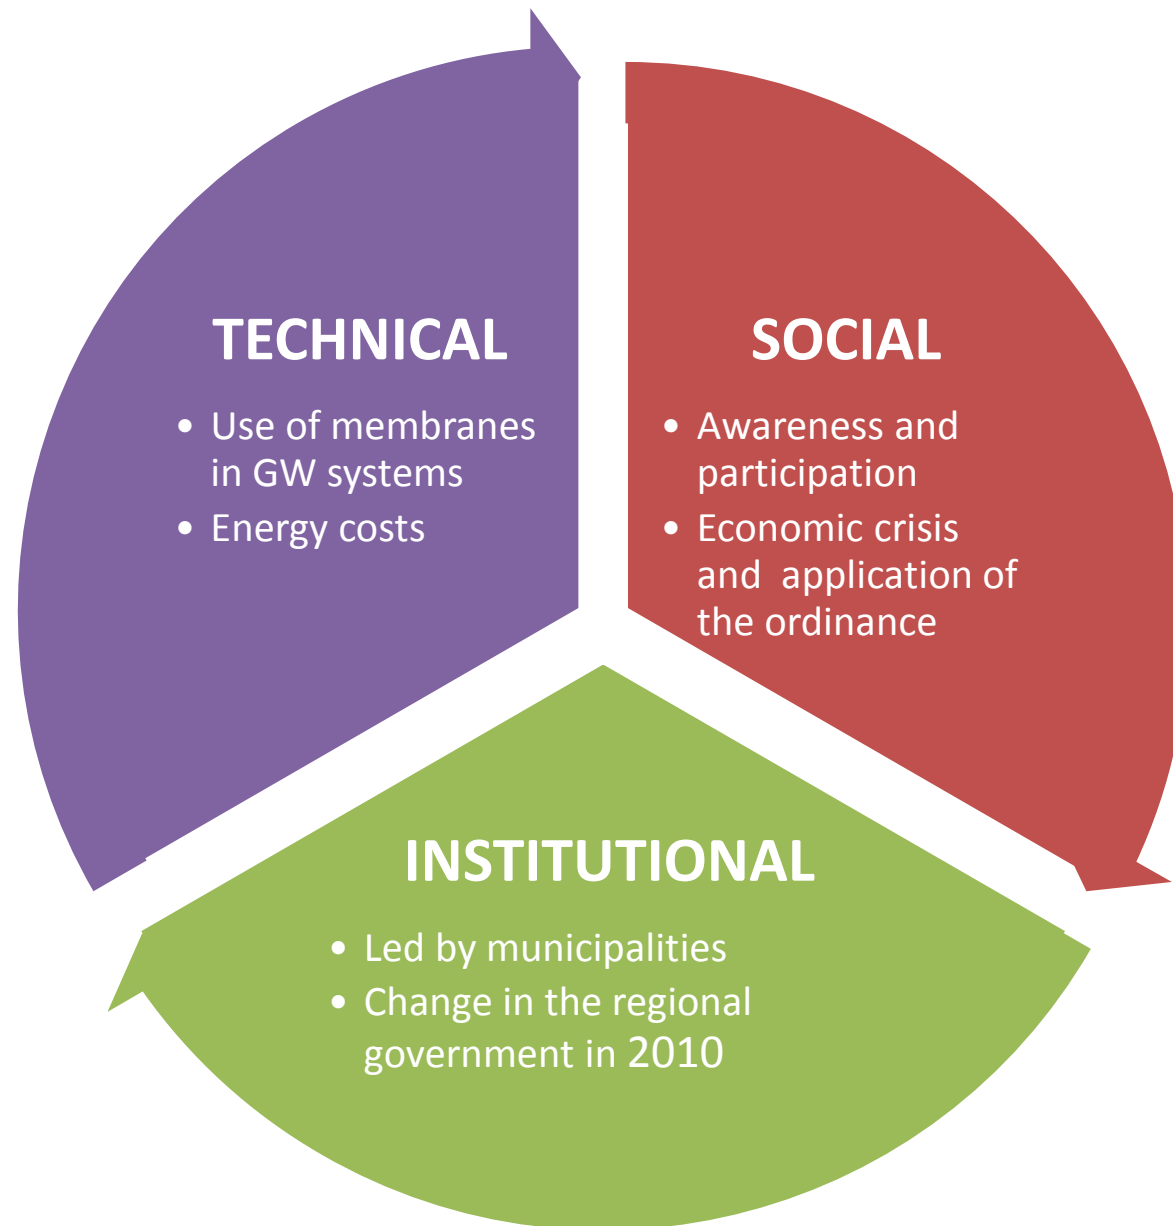 TECHNICAL
• Use of membranes
in GW systems
• Energy costs
SOCIAL
• Awareness and
participation
• Economic crisis
and application of
the ordinance
INSTITUTIONAL
• Led by municipalities
• Change in the regional
government in 2010